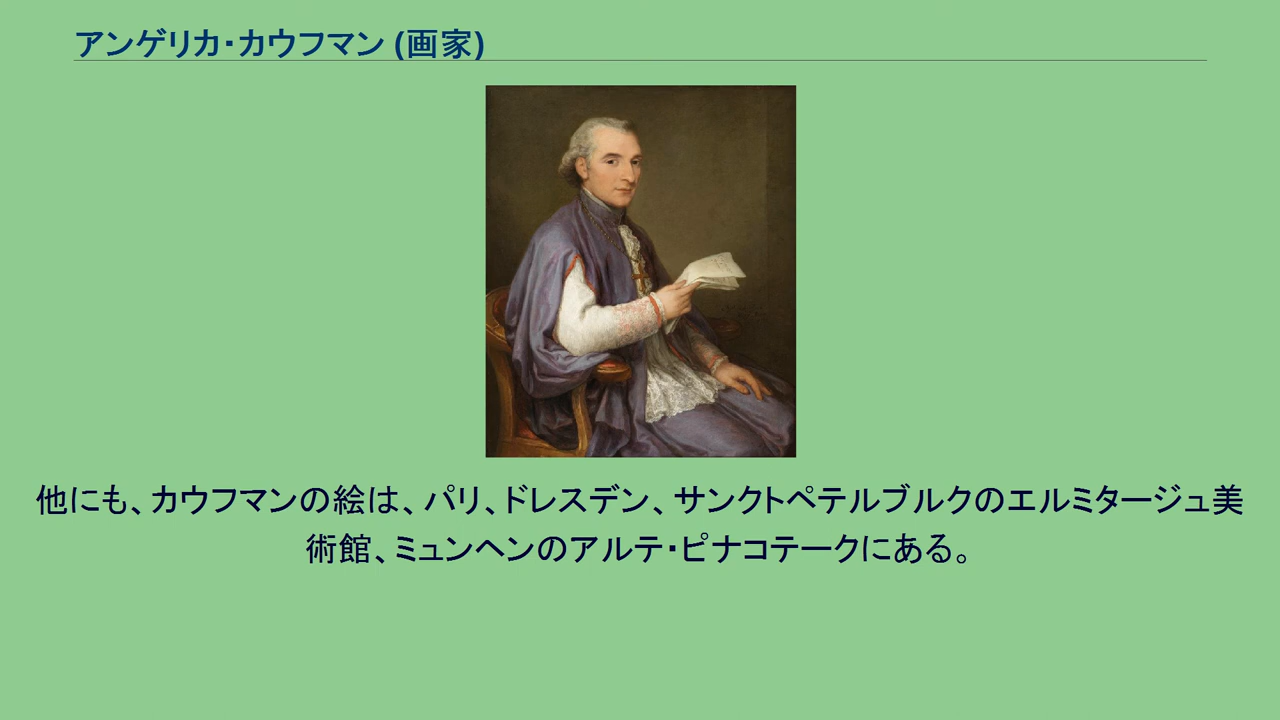 アンゲリカ・カウフマン (画家)
他にも、カウフマンの絵は、パリ、ドレスデン、サンクトペテルブルクのエルミタージュ美
術館、ミュンヘンのアルテ・ピナコテークにある。